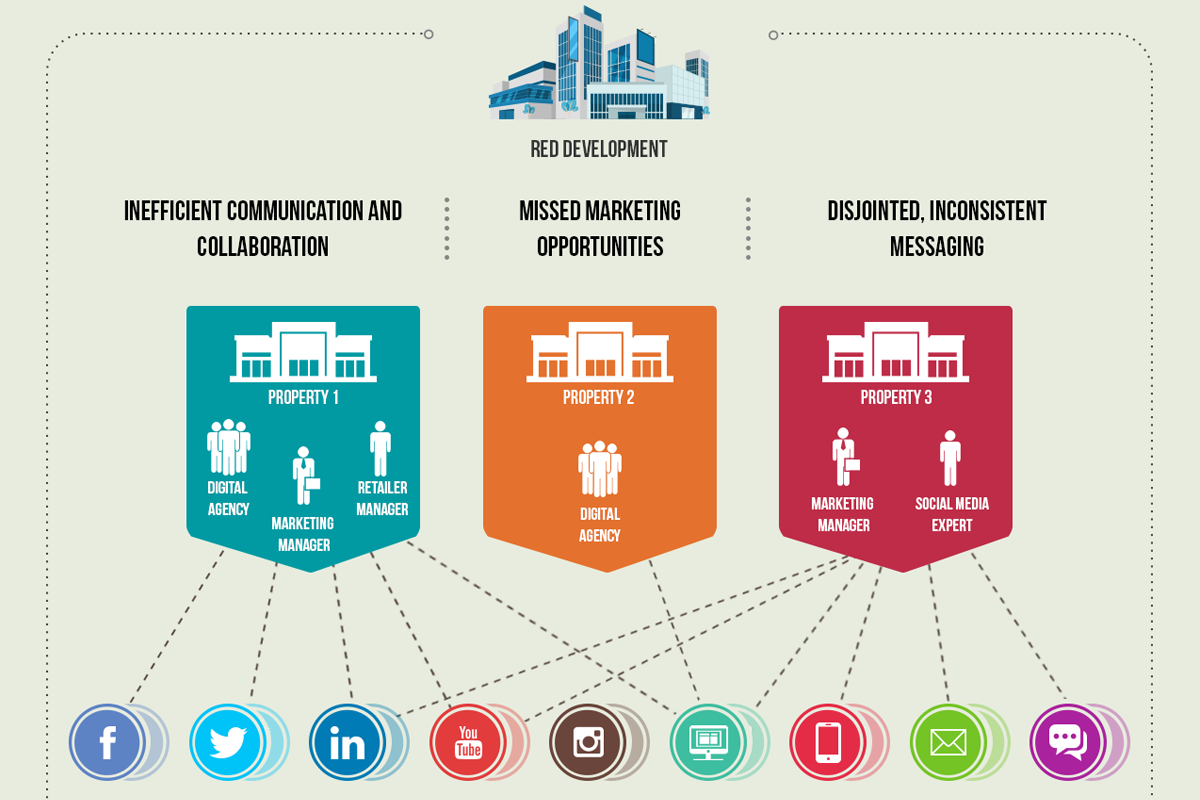 RED DEVELOPMENT
INEFFICIENT COMMUNICATION AND
COLLABORATION
MISSED MARKETING
OPPORTUNITIES
DISJOINTED, INCONSISTENT
MESSAGING
PROPERTY 1
DIGITAL
AGENCY
MARKETING
MANAGER
RETAILER
MANAGER
PROPERTY 2
DIGITAL
AGENCY
PROPERTY 3
MARKETING
MANAGER
SOCIAL MEDIA
EXPERT
f
in
You
Tube